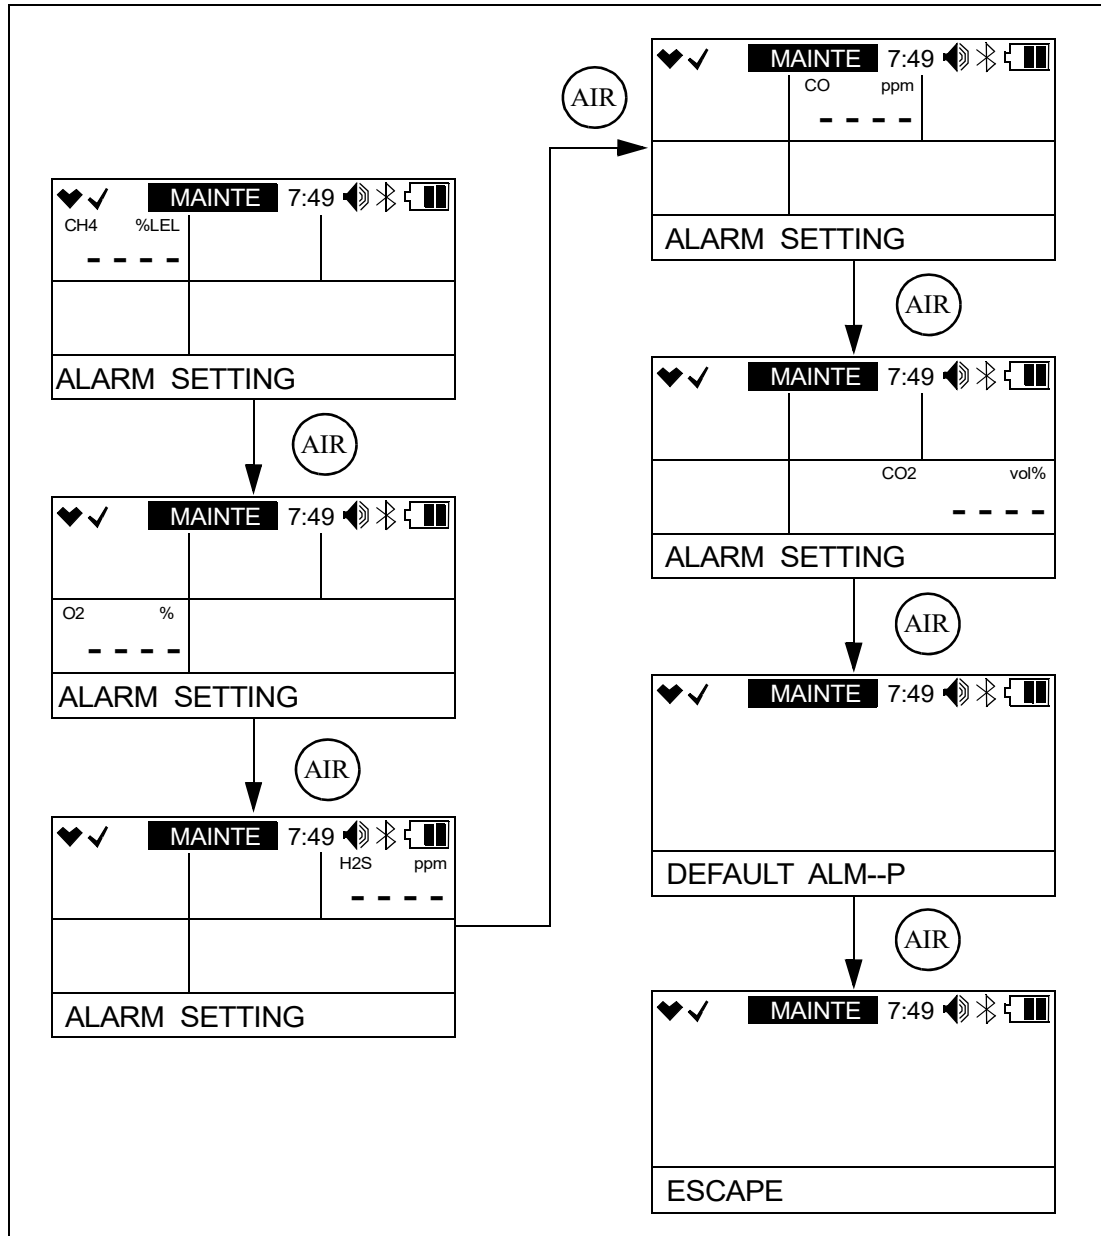 MAINTE 7:49
CH4 %LEL
- - - -
ALARM SETTING
AIR
MAINTE 7:49
O2 %
- - - -
ALARM SETTING
AIR
MAINTE 7:49
H2S ppm
- - - -
ALARM SETTING
AIR
MAINTE 7:49
CO ppm
- - - -
ALARM SETTING
AIR
MAINTE 7:49
CO2 vol%
- - - -
ALARM SETTING
AIR
MAINTE 7:49
DEFAULT ALM--P
AIR
MAINTE 7:49
ESCAPE